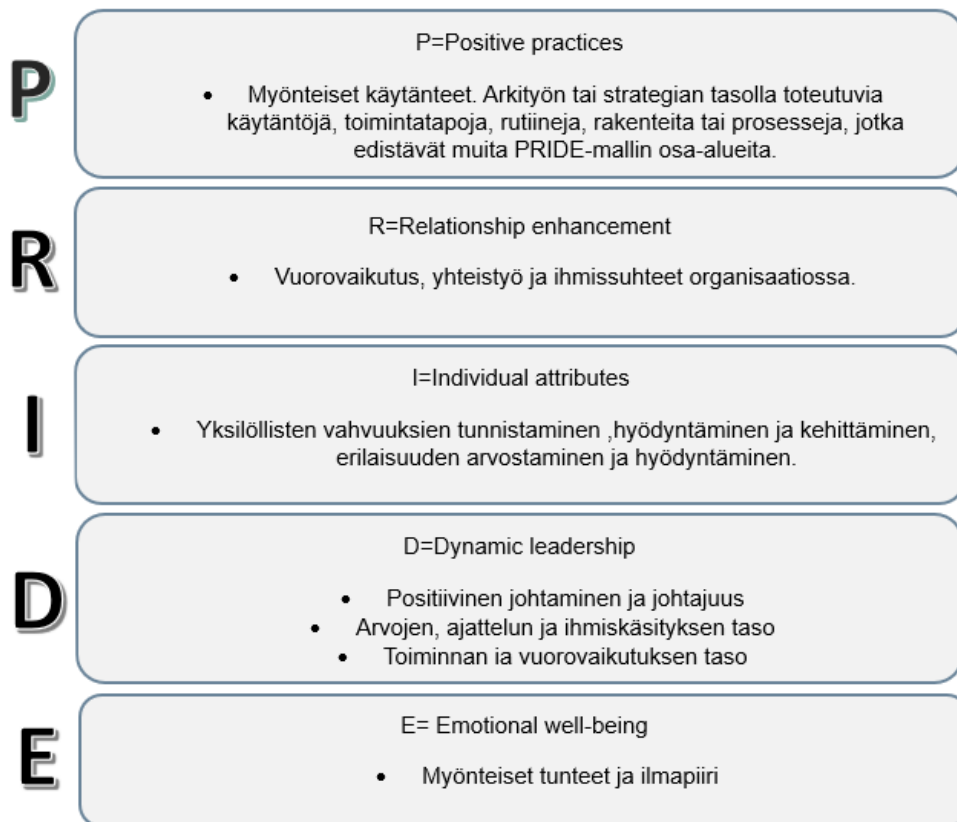 P
P=Positive practices
• Myönteiset käytänteet. Arkityön tai strategian tasolla toteutuvia
käytäntöjä, toimintatapoja, rutiineja, rakenteita tai prosesseja, jotka
edistävät muita PRIDE-mallin osa-alueita.
R
R=Relationship enhancement
• Vuorovaikutus, yhteistyö ja ihmissuhteet organisaatiossa.
I
I=Individual attributes
• Yksilöllisten vahvuuksien tunnistaminen ,hyödyntäminen ja kehittäminen,
erilaisuuden arvostaminen ja hyödyntäminen.
D
D=Dynamic leadership
• Positiivinen johtaminen ja johtajuus
• Arvojen, ajattelun ja ihmiskäsityksen taso
• Toiminnan ja vuorovaikutuksen taso
E
E= Emotional well-being
• Myönteiset tunteet ja ilmapiiri